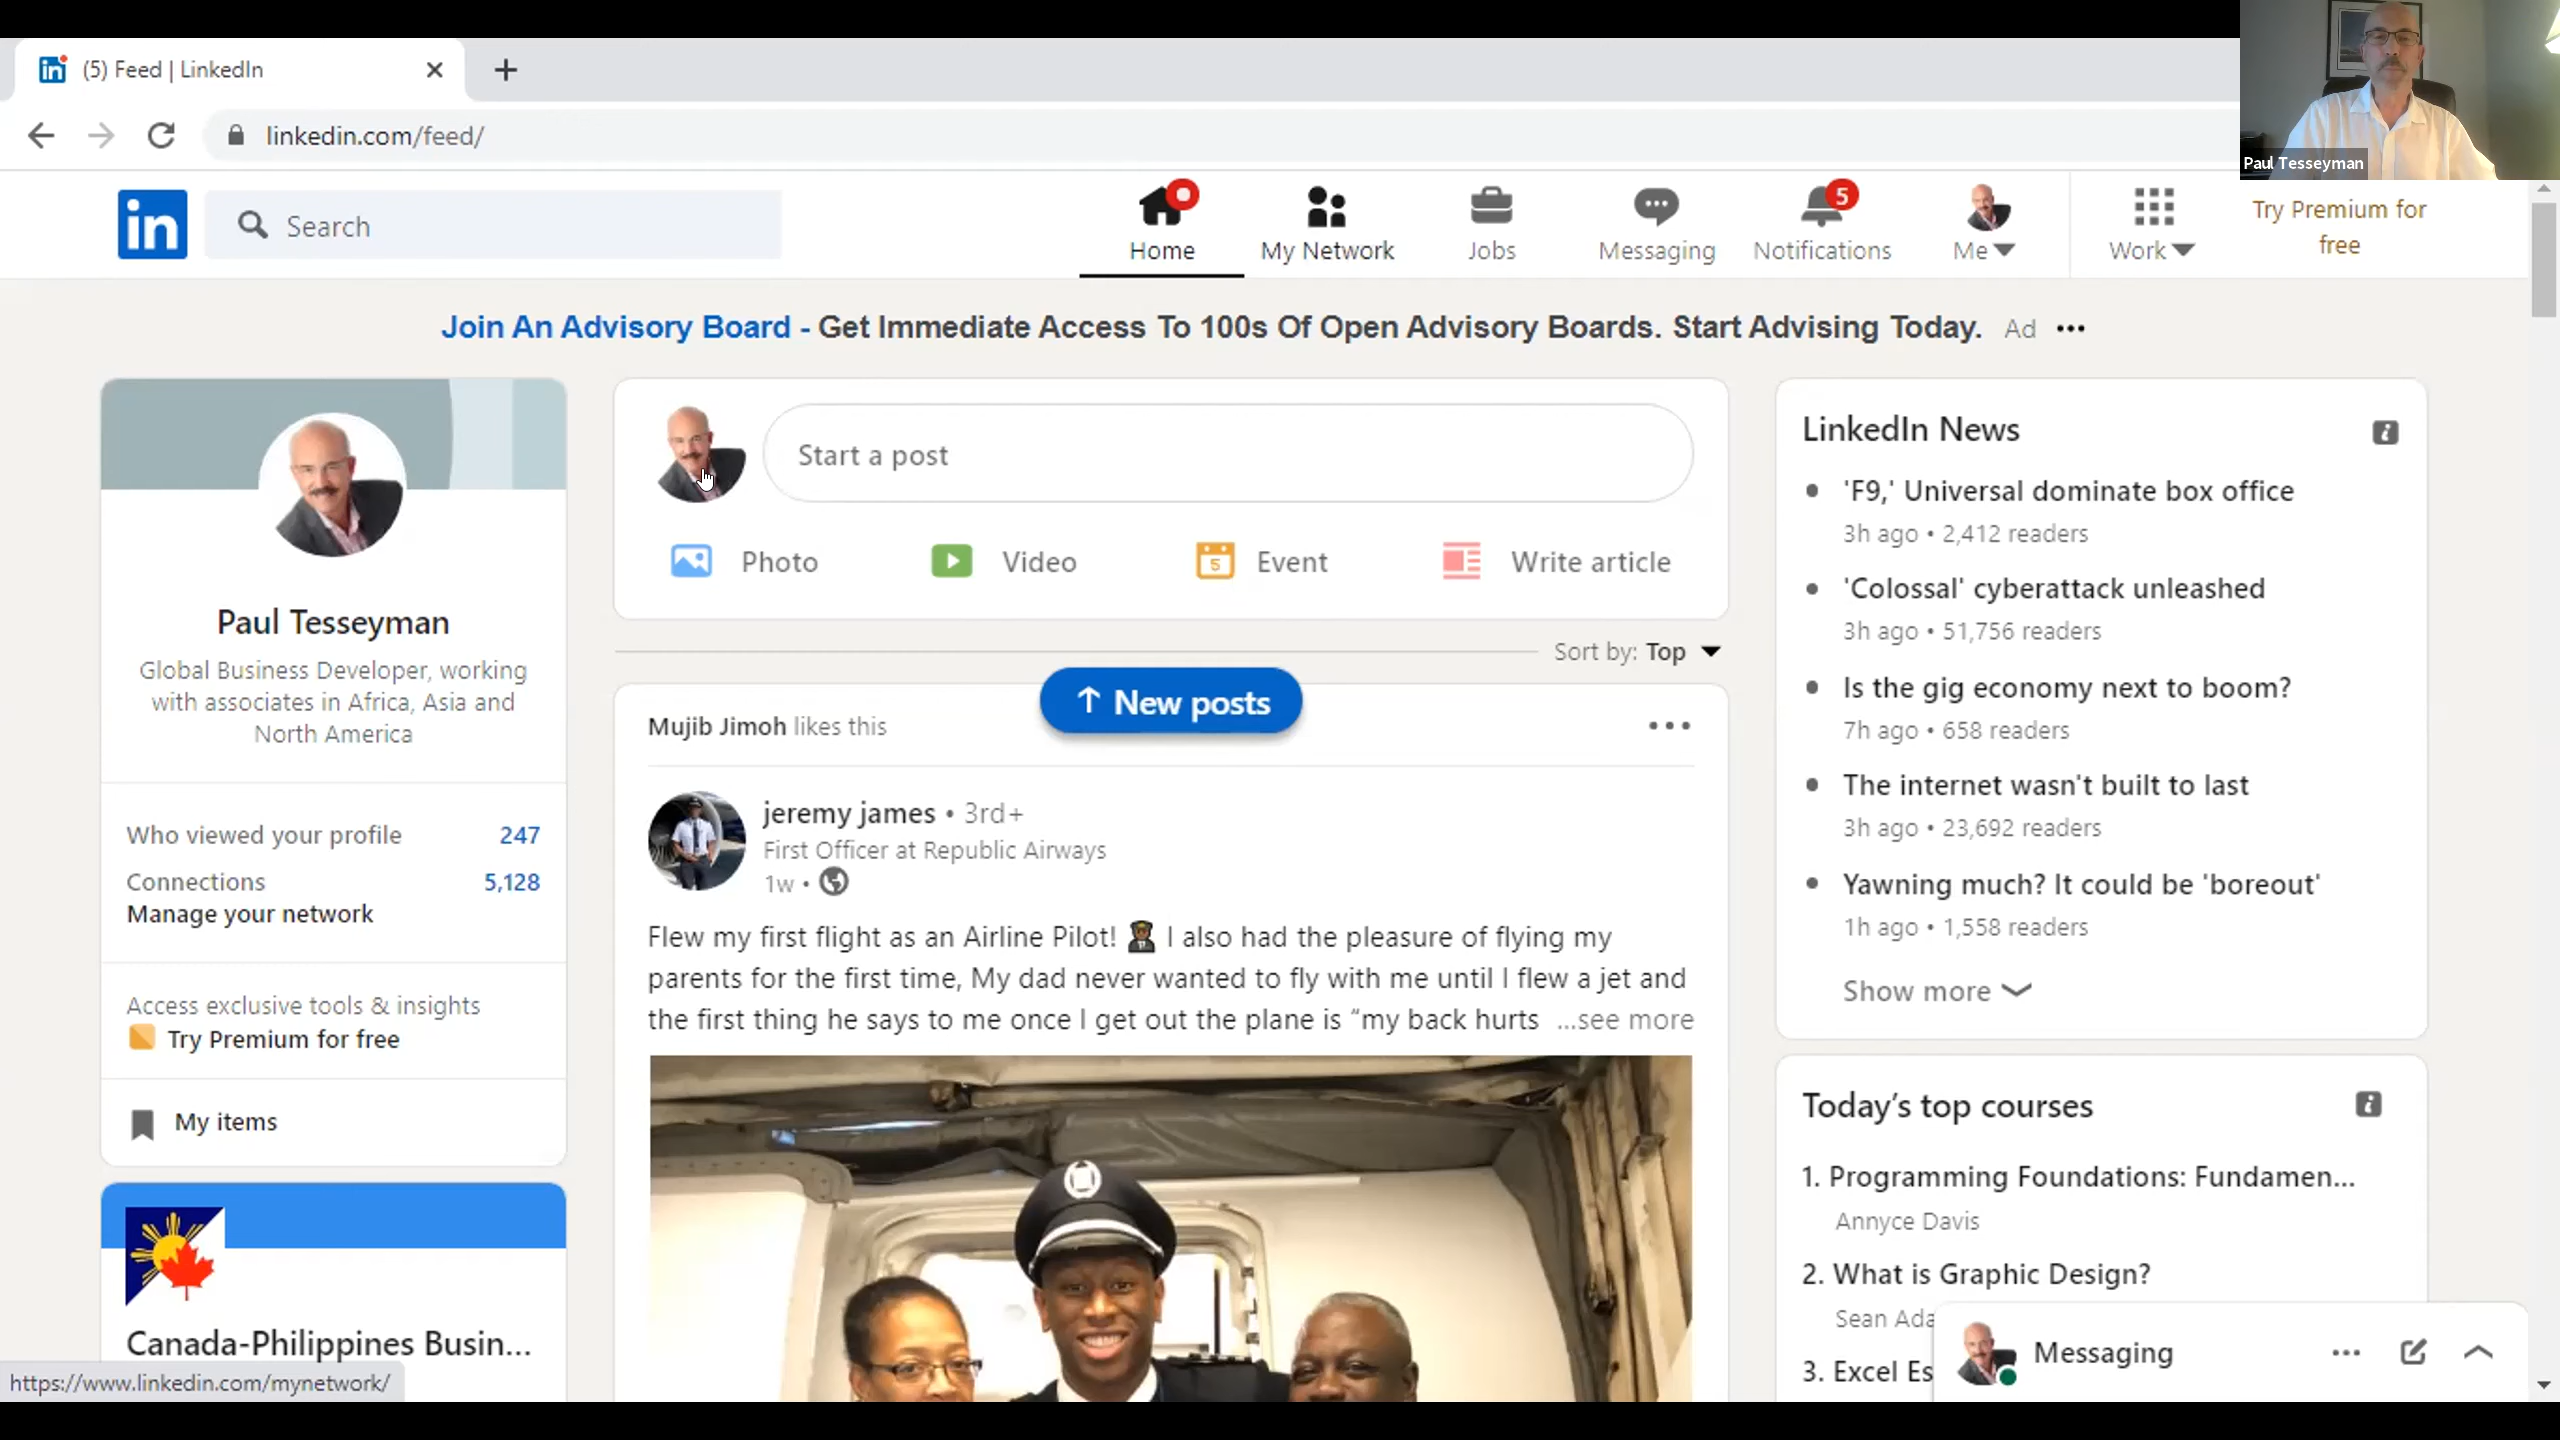 (5) Feed | LinkedIn
linkedin.com/feed/
Paul Tesseyman
in
Search
Home
My Network
Jobs
Messaging
5
Notifications
Me
Work
Try Premium for
free
Join An Advisory Board - Get Immediate Access To 100s Of Open Advisory Boards. Start Advising Today. Ad
Paul Tesseyman
Global Business Developer, working
with associates in Africa, Asia and
North America
Who viewed your profile 247
Connections 5,128
Manage your network
Access exclusive tools & insights
Try Premium for free
My items
Canada-Philippines Busin...
https://www.linkedin.com/mynetwork/
Start a post
Photo
Video
5
Event
Write article
Sort by: Top
↑ New posts
Mujib Jimoh likes this
jeremy james • 3rd+
First Officer at Republic Airways
1w •
Flew my first flight as an Airline Pilot! 👨🏾‍✈️ I also had the pleasure of flying my
parents for the first time, My dad never wanted to fly with me until I flew a jet and
the first thing he says to me once I get out the plane is “my back hurts ...see more
LinkedIn News
• 'F9,' Universal dominate box office
3h ago • 2,412 readers
• 'Colossal' cyberattack unleashed
3h ago • 51,756 readers
• Is the gig economy next to boom?
7h ago • 658 readers
• The internet wasn't built to last
3h ago • 23,692 readers
• Yawning much? It could be 'boreout'
1h ago • 1,558 readers
Show more
Today’s top courses
1. Programming Foundations: Fundamen...
Annyce Davis
2. What is Graphic Design?
Sean Ada
3. Excel Es
Messaging